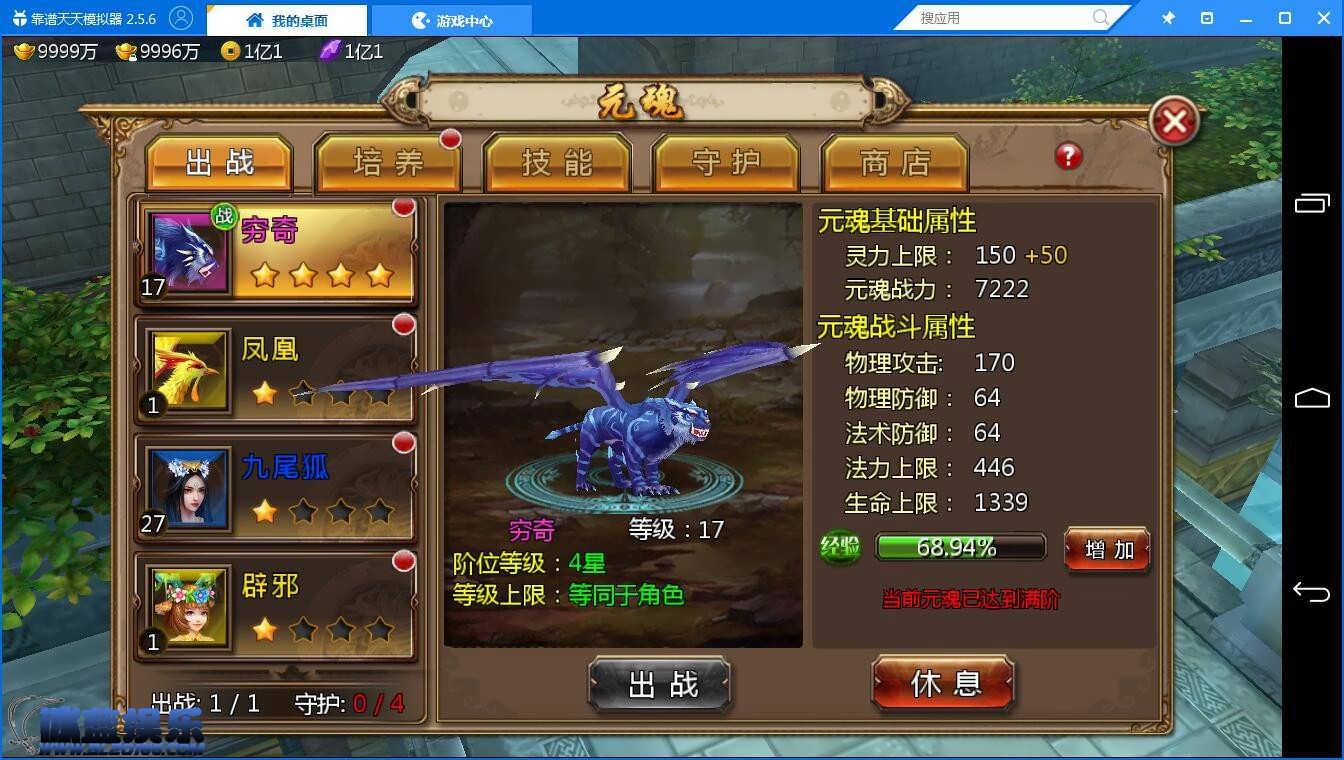 靠谱天天模拟器 2.5.6
我的桌面
游戏中心
搜应用
9999万 9996万 1亿1 1亿1
元魂
出战 培养 技能 守护 商店
?
战
穷奇
17
凤凰
1
九尾狐
27
辟邪
1
出战: 1 / 1 守护: 0 / 4
穷奇 等级：17
阶位等级：4星
等级上限：等同于角色
元魂基础属性
灵力上限： 150 +50
元魂战力： 7222
元魂战斗属性
物理攻击: 170
物理防御： 64
法术防御： 64
法力上限： 446
生命上限： 1339
经验 68.94% 增加
当前元魂已达到满阶
出战 休息